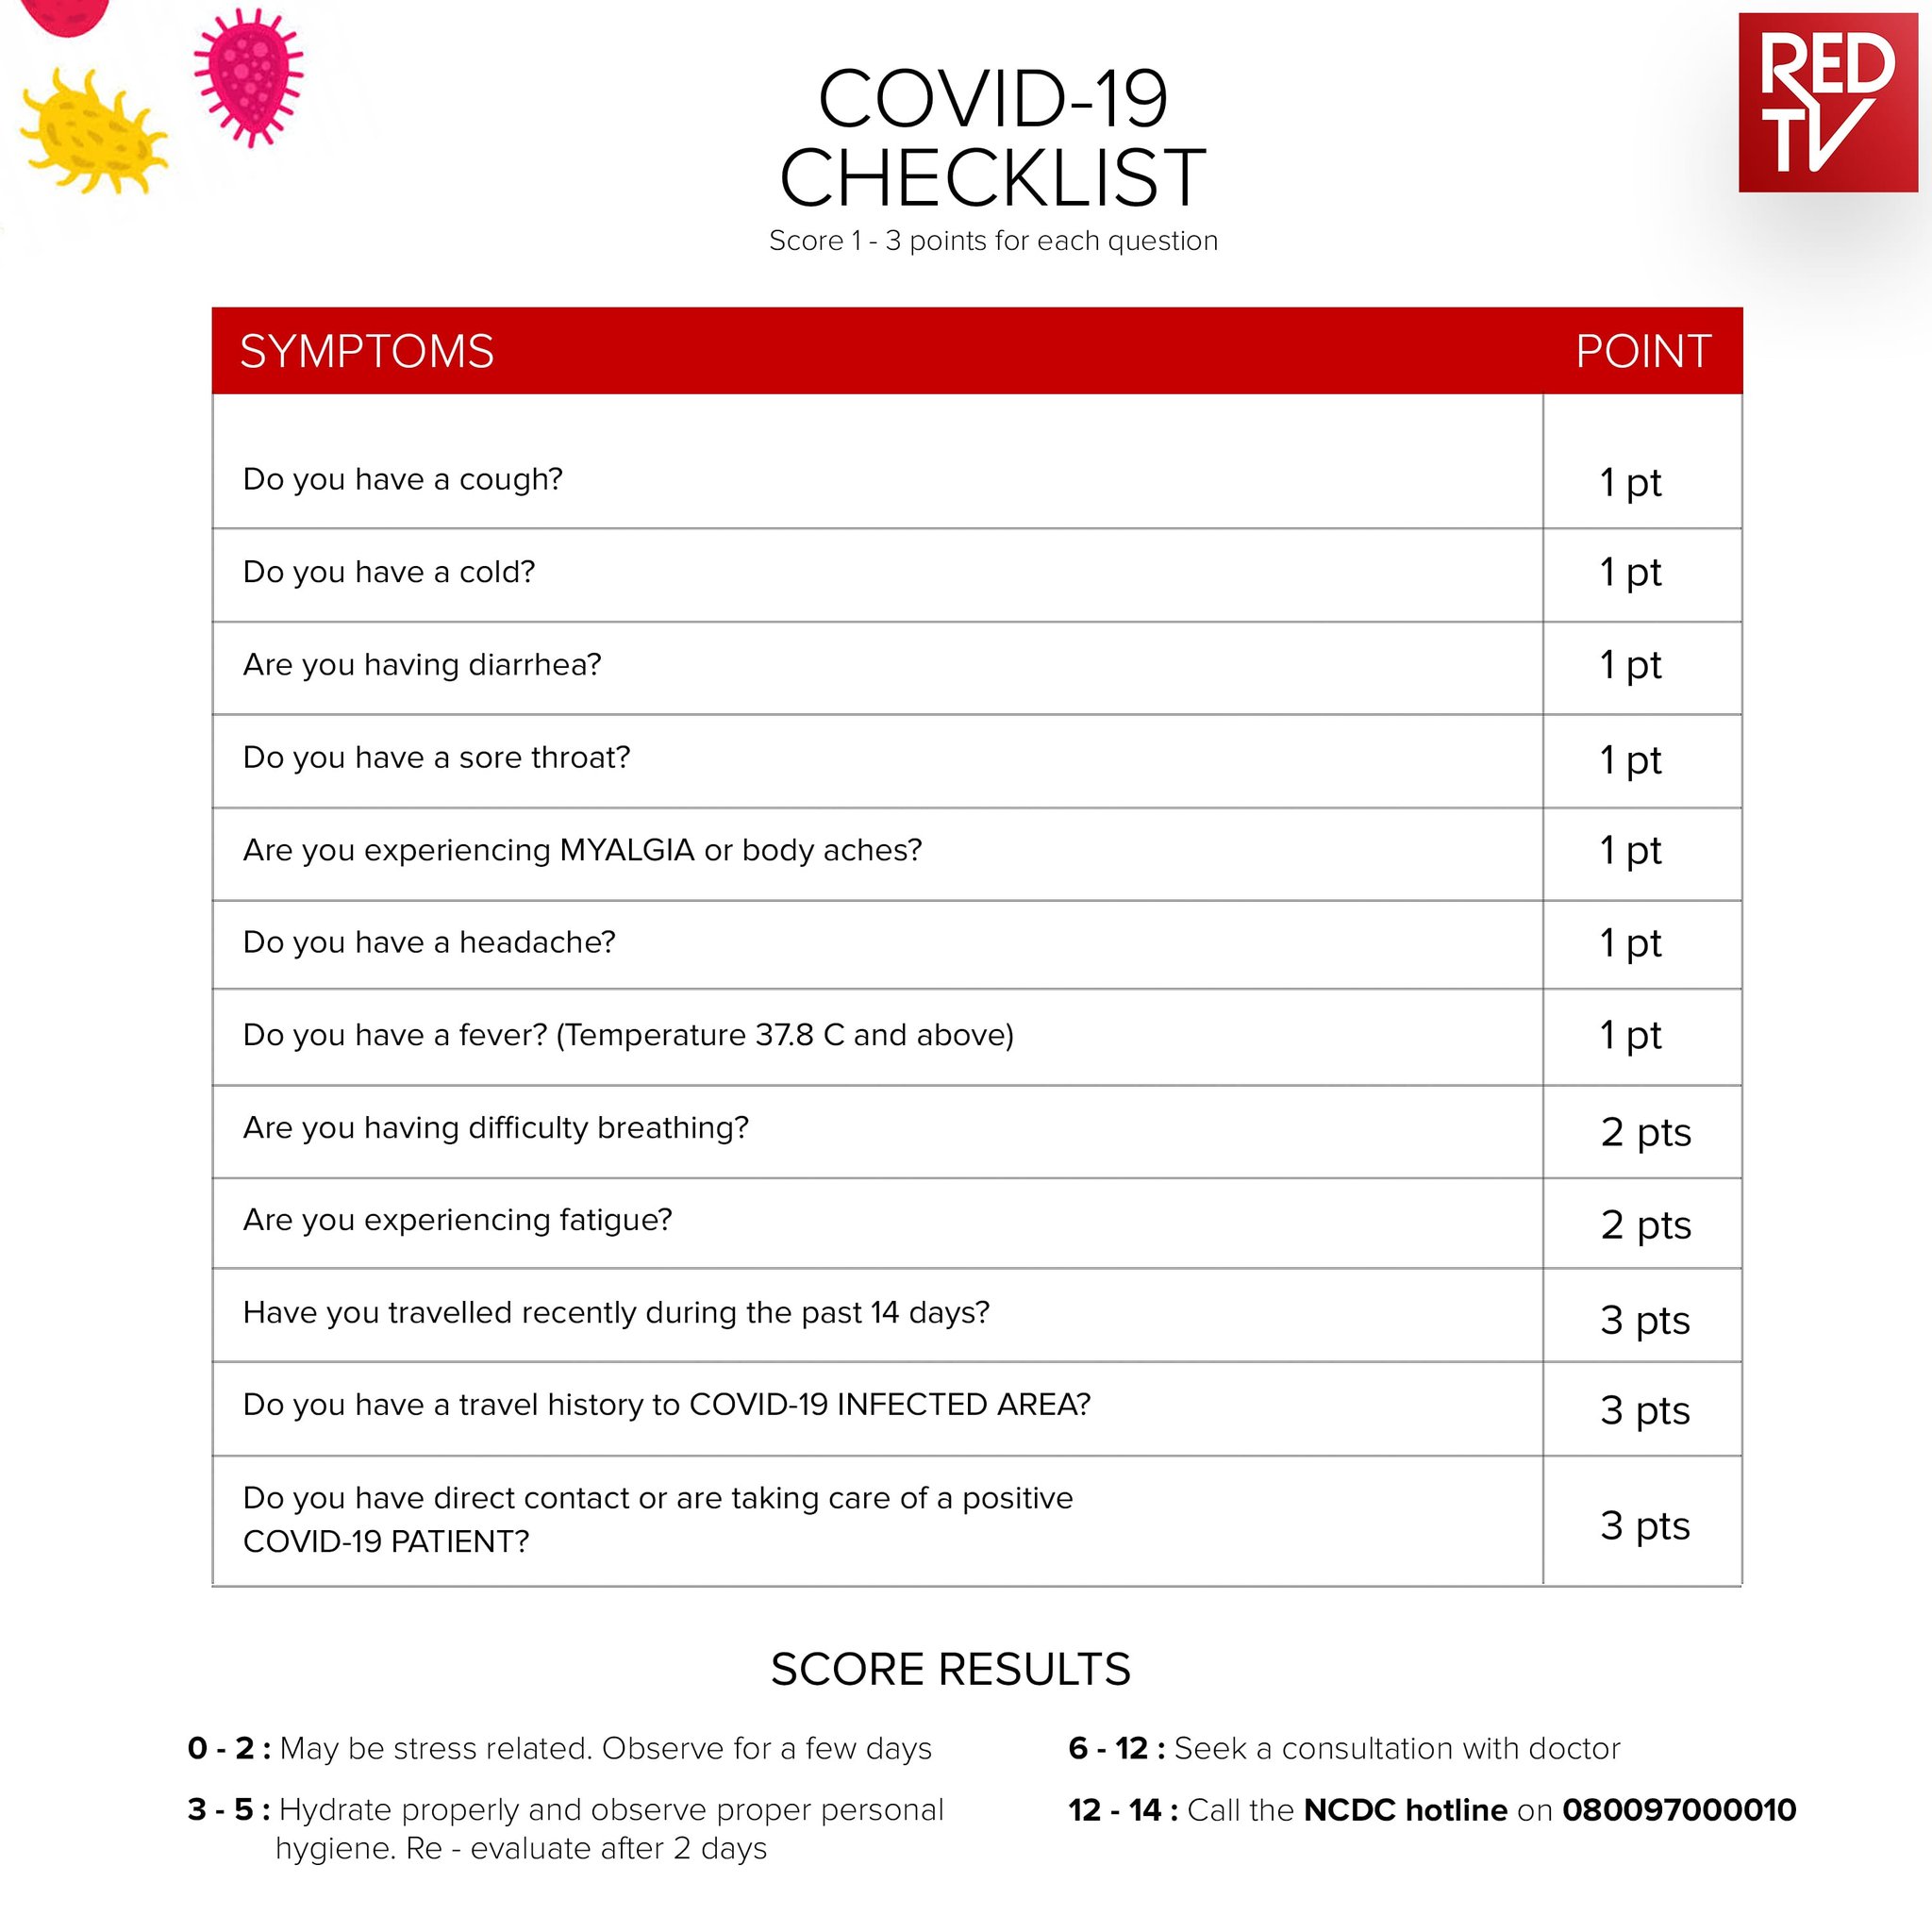 RED
TV
COVID-19
CHECKLIST
Score 1 - 3 points for each question
SYMPTOMS POINT
Do you have a cough? 1 pt
Do you have a cold? 1 pt
Are you having diarrhea? 1 pt
Do you have a sore throat? 1 pt
Are you experiencing MYALGIA or body aches? 1 pt
Do you have a headache? 1 pt
Do you have a fever? (Temperature 37.8 C and above) 1 pt
Are you having difficulty breathing? 2 pts
Are you experiencing fatigue? 2 pts
Have you travelled recently during the past 14 days? 3 pts
Do you have a travel history to COVID-19 INFECTED AREA? 3 pts
Do you have direct contact or are taking care of a positive
COVID-19 PATIENT? 3 pts
SCORE RESULTS
0 - 2 : May be stress related. Observe for a few days
3 - 5 : Hydrate properly and observe proper personal
hygiene. Re - evaluate after 2 days
6 - 12 : Seek a consultation with doctor
12 - 14 : Call the NCDC hotline on 080097000010